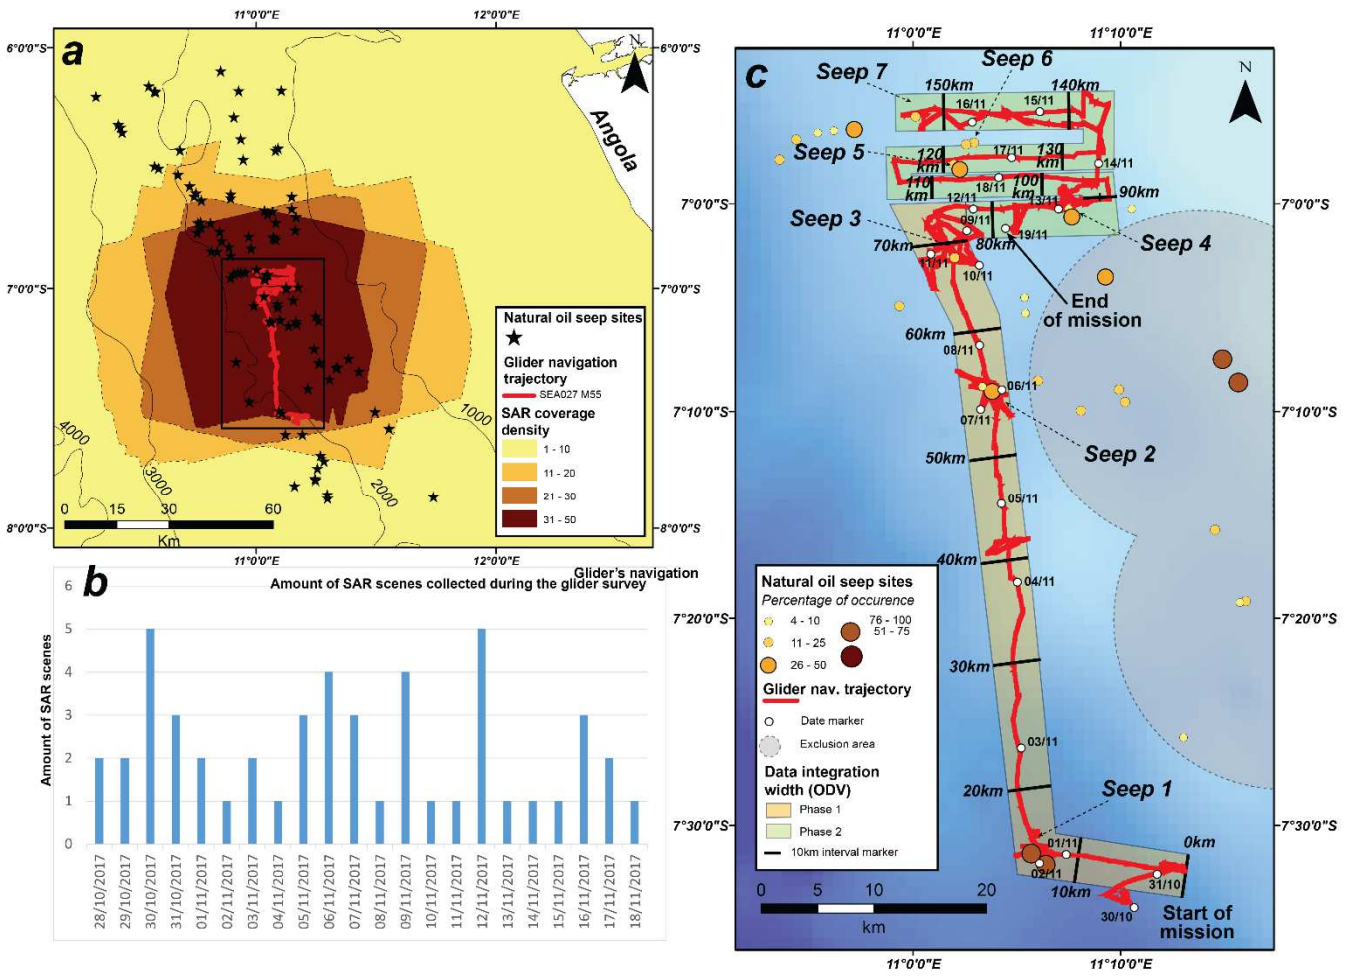 11°0'0"E
12°0'0"E
6°0'0"S
6°0'0"S
a
N
Angola
7°0'0"S
7°0'0"S
8°0'0"S
8°0'0"S
4000
3000
2000
1000
0 15 30 60
Km
Natural oil seep sites
Glider navigation
trajectory
SEA027 M55
SAR coverage
density
1 - 10
11 - 20
21 - 30
31 - 50
11°0'0"E
12°0'0"E
b
Glider's navigation
Amount of SAR scenes collected during the glider survey
Amount of SAR scenes
6
5
4
3
2
1
0
28/10/2017
29/10/2017
30/10/2017
31/10/2017
01/11/2017
02/11/2017
03/11/2017
04/11/2017
05/11/2017
06/11/2017
07/11/2017
08/11/2017
09/11/2017
10/11/2017
11/11/2017
12/11/2017
13/11/2017
14/11/2017
15/11/2017
16/11/2017
17/11/2017
18/11/2017
11°0'0"E
11°10'0"E
c
N
Seep 6
Seep 7
150km
140km
16/11
15/11
Seep 5
120
km
130
km
17/11
14/11
110
km
100
km
18/11
90km
12/11
13/11
7°0'0"S
7°0'0"S
Seep 3
09/11
19/11
Seep 4
70km
80km
11/11
10/11
End
of mission
60km
08/11
06/11
07/11
7°10'0"S
7°10'0"S
Seep 2
50km
05/11
40km
04/11
7°20'0"S
7°20'0"S
30km
03/11
20km
Seep 1
7°30'0"S
7°30'0"S
01/11
0km
02/11
10km
31/10
30/10
Start of
mission
Natural oil seep sites
Percentage of occurence
4 - 10
11 - 25
26 - 50
76 - 100
51 - 75
Glider nav. trajectory
Date marker
Exclusion area
Data integration
width (ODV)
Phase 1
Phase 2
10km interval marker
0 5 10 20
km
11°0'0"E
11°10'0"E